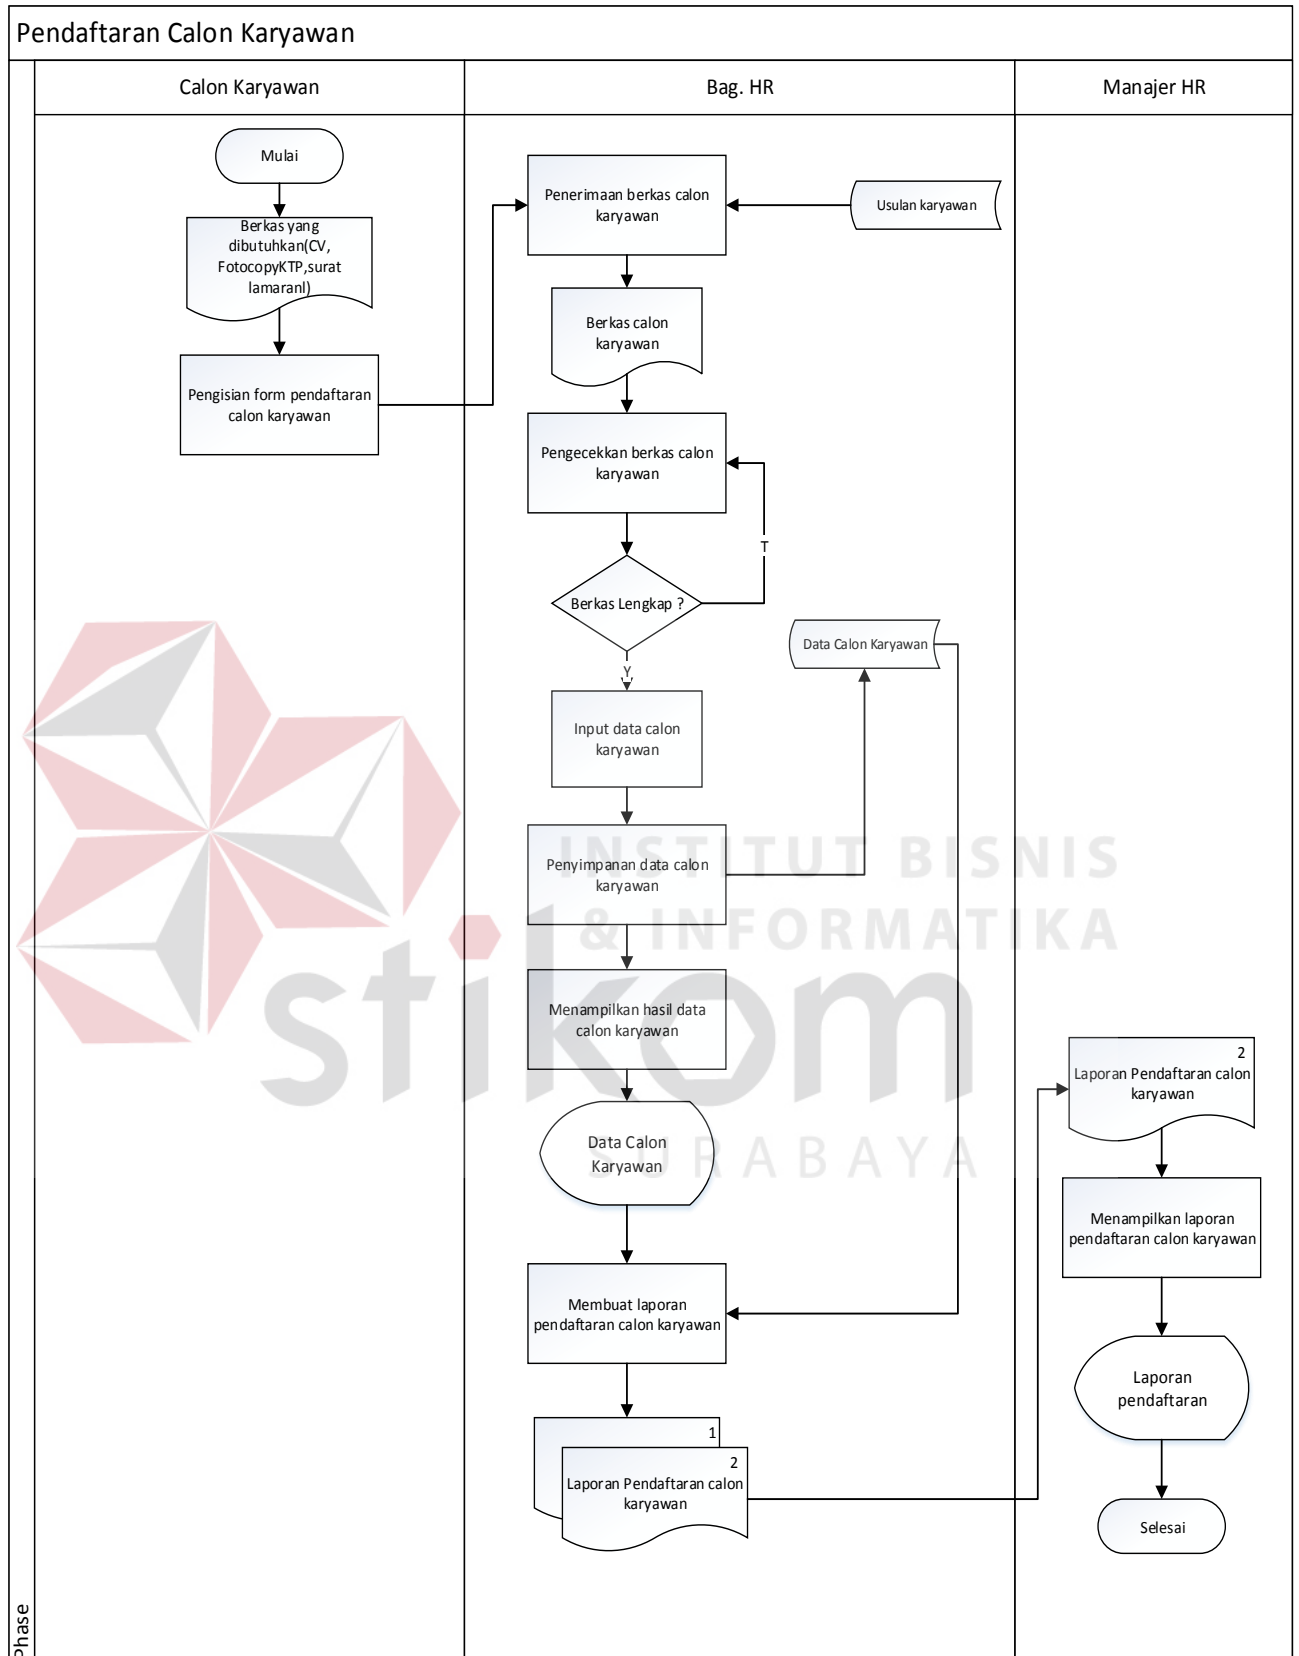 Pendaftaran Calon Karyawan
Calon Karyawan
Bag. HR
Manajer HR
Mulai
Berkas yang
dibutuhkan(CV,
FotocopyKTP,surat
lamaranl)
Pengisian form pendaftaran
calon karyawan
Penerimaan berkas calon
karyawan
Usulan karyawan
Berkas calon
karyawan
Pengecekkan berkas calon
karyawan
T
Berkas Lengkap ?
Y
Data Calon Karyawan
Input data calon
karyawan
Penyimpanan data calon
karyawan
Menampilkan hasil data
calon karyawan
Data Calon
Karyawan
Membuat laporan
pendaftaran calon karyawan
1
2
Laporan Pendaftaran calon
karyawan
2
Laporan Pendaftaran calon
karyawan
Menampilkan laporan
pendaftaran calon karyawan
Laporan
pendaftaran
Selesai
Phase
INSTITUT BISNIS
& INFORMATIKA
stikom
SURABAYA